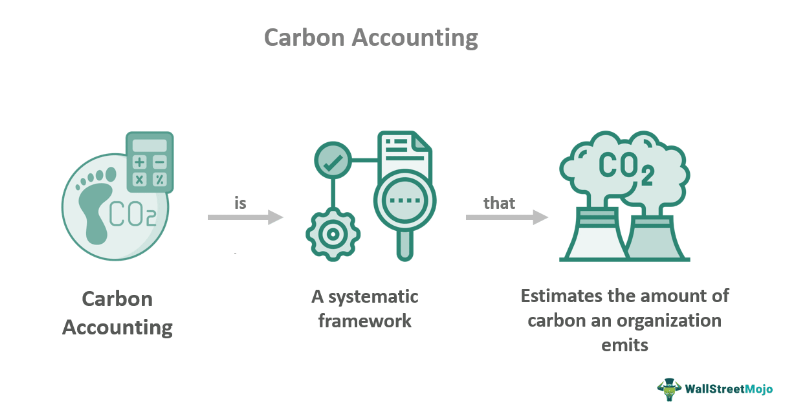 Carbon Accounting
CO2
is
that
CO2
Carbon
Accounting
A systematic
framework
Estimates the amount of
carbon an organization
emits
WallStreetMojo